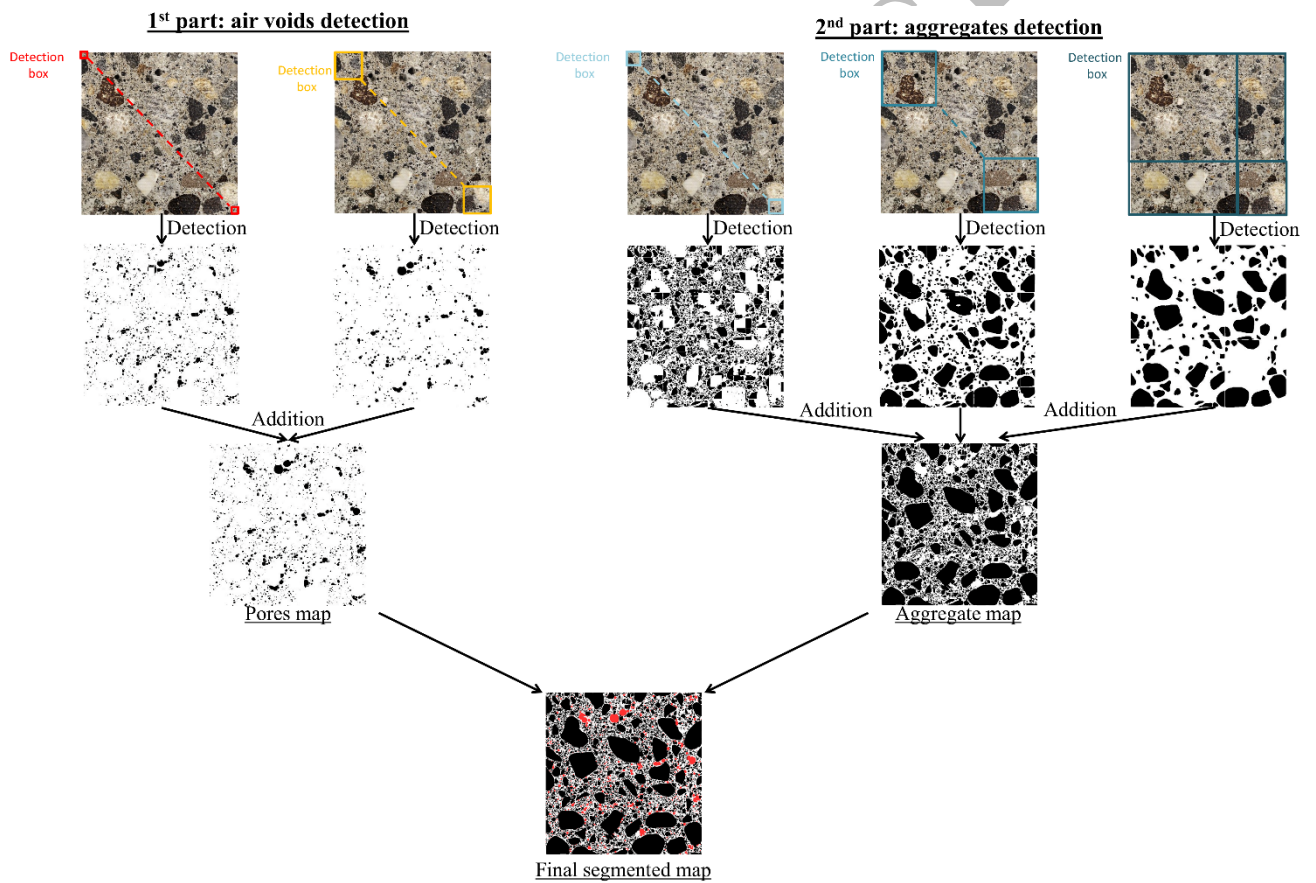 1st part: air voids detection
2nd part: aggregates detection
Detection
box
Detection
box
Detection
box
Detection
box
Detection
box
Detection
Detection
Detection
Detection
Detection
Addition
Addition
Addition
Pores map
Aggregate map
Final segmented map